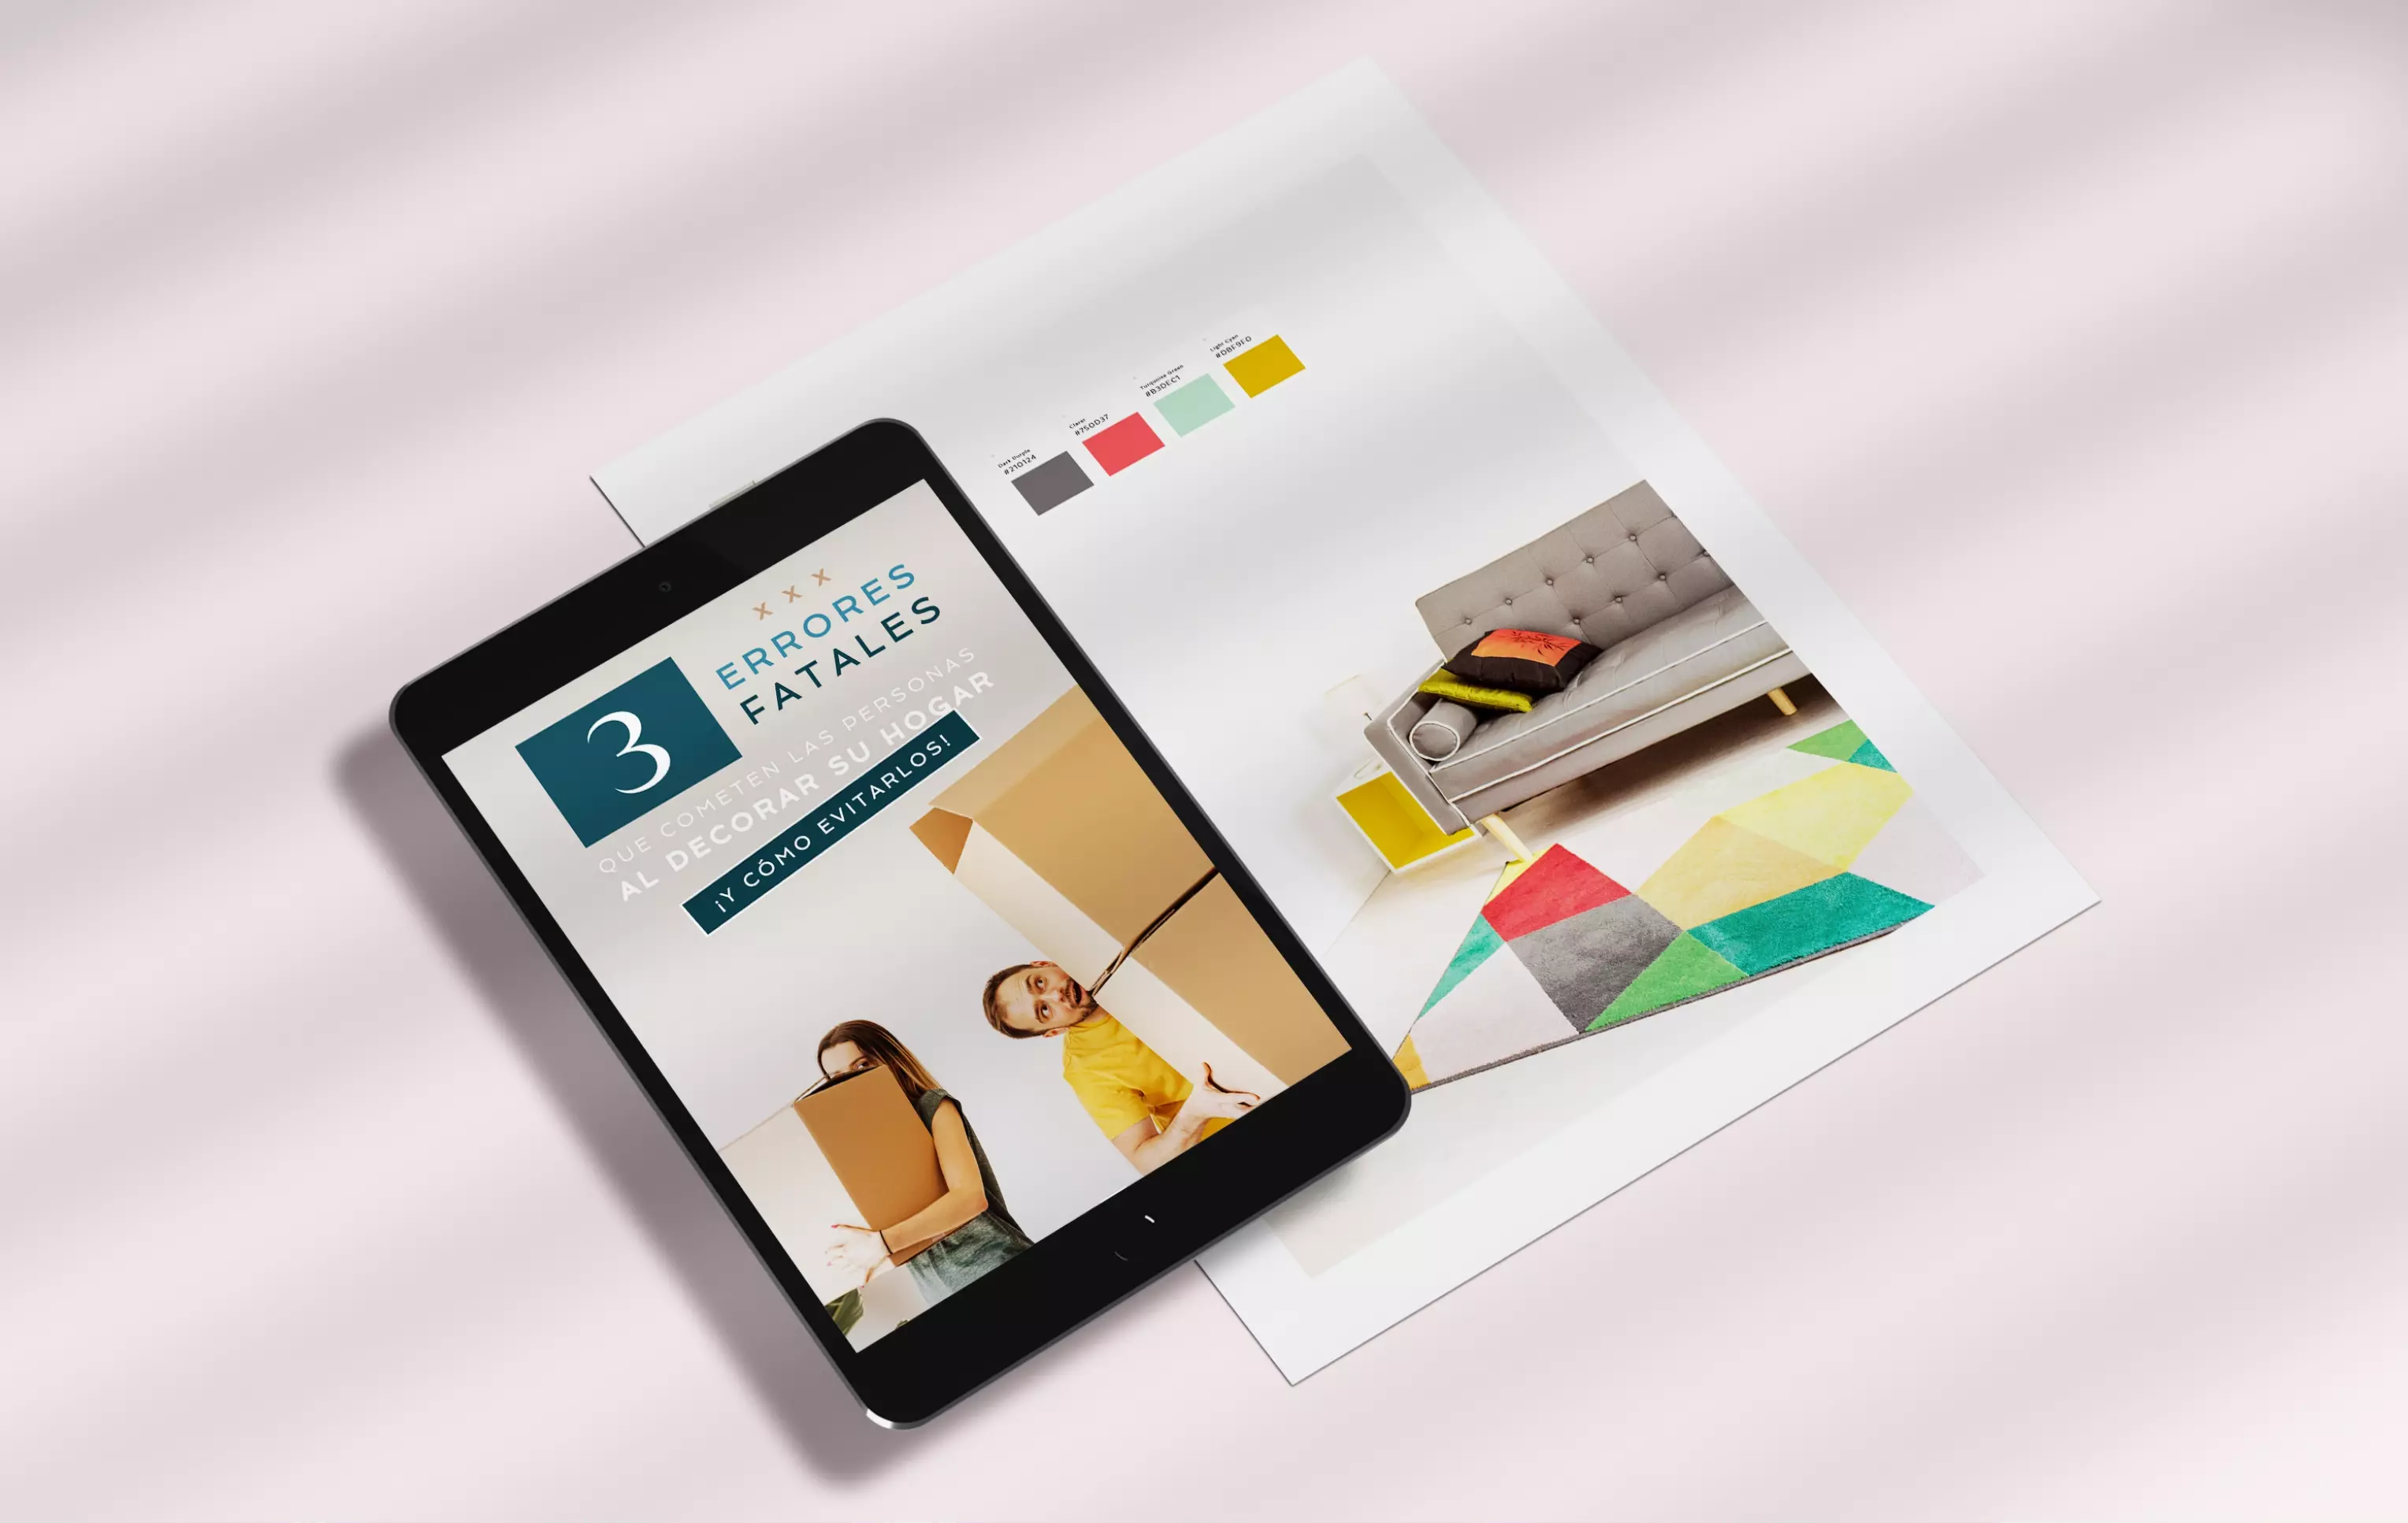 x x x
3
ERRORES
FATALES
QUE COMETEN LAS PERSONAS
AL DECORAR SU HOGAR
¡Y CÓMO EVITARLOS!
Dark Purple
#210124
Claret
#750D37
Turquoise Green
#B3DEC1
Light Cyan
#DBF9FD